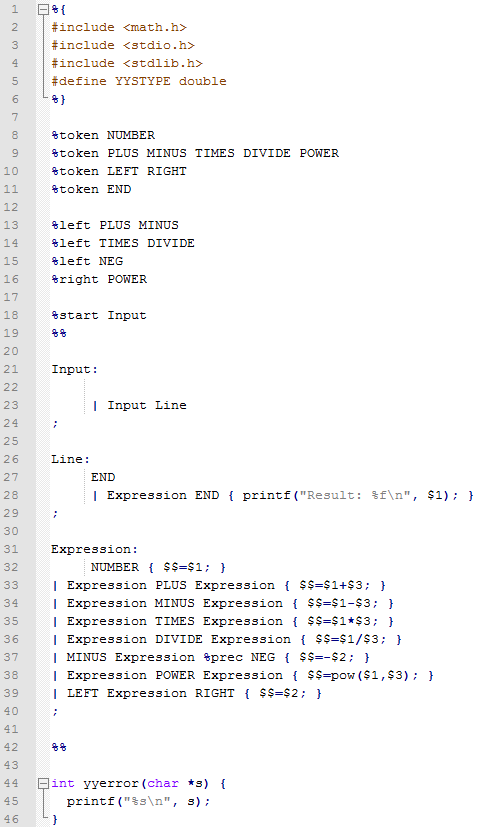 1 %{
2 #include <math.h>
3 #include <stdio.h>
4 #include <stdlib.h>
5 #define YYSTYPE double
6 %}
7
8 %token NUMBER
9 %token PLUS MINUS TIMES DIVIDE POWER
10 %token LEFT RIGHT
11 %token END
12
13 %left PLUS MINUS
14 %left TIMES DIVIDE
15 %left NEG
16 %right POWER
17
18 %start Input
19 %%
20
21 Input:
22
23 | Input Line
24 ;
25
26 Line:
27 END
28 | Expression END { printf("Result: %f\n", $1); }
29 ;
30
31 Expression:
32 NUMBER { $$=$1; }
33 | Expression PLUS Expression { $$=$1+$3; }
34 | Expression MINUS Expression { $$=$1-$3; }
35 | Expression TIMES Expression { $$=$1*$3; }
36 | Expression DIVIDE Expression { $$=$1/$3; }
37 | MINUS Expression %prec NEG { $$=-$2; }
38 | Expression POWER Expression { $$=pow($1,$3); }
39 | LEFT Expression RIGHT { $$=$2; }
40 ;
41
42 %%
43
44 int yyerror(char *s) {
45 printf("%s\n", s);
46 }